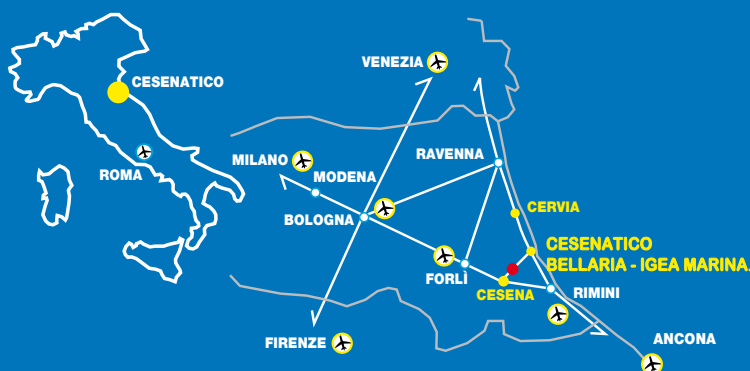 CESENATICO
ROMA
VENEZIA
MILANO
MODENA
RAVENNA
BOLOGNA
CERVIA
CESENATICO
BELLARIA - IGEA MARINA.
FORLÌ
CESENA
RIMINI
FIRENZE
ANCONA